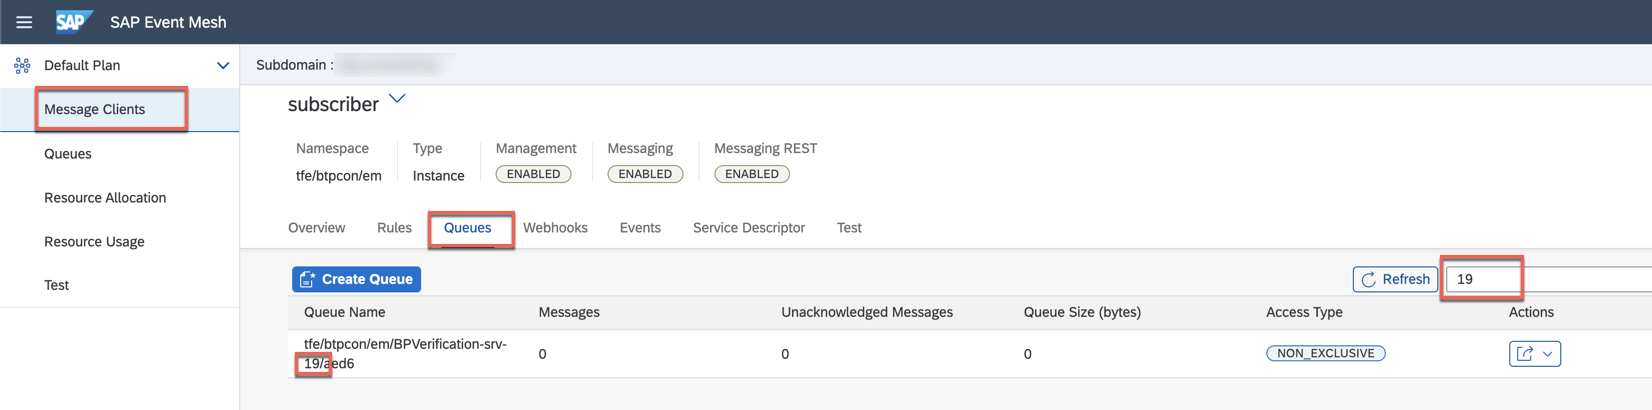 SAP SAP Event Mesh
Default Plan
Message Clients
Queues
Resource Allocation
Resource Usage
Test
Subdomain :
subscriber
Namespace Type Management Messaging Messaging REST
tfe/btpcon/em Instance ENABLED ENABLED ENABLED
Overview Rules Queues Webhooks Events Service Descriptor Test
Create Queue Refresh 19
Queue Name Messages Unacknowledged Messages Queue Size (bytes) Access Type Actions
tfe/btpcon/em/BPVerification-srv-
19/aed6 0 0 0 NON_EXCLUSIVE